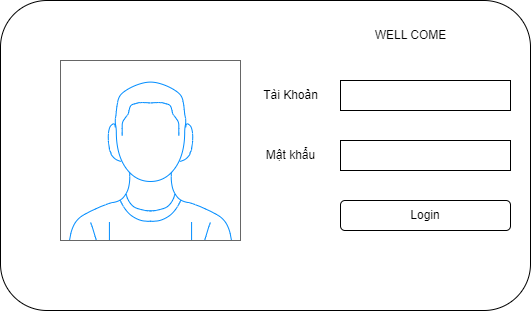 WELL COME
Tài Khoản
Mật khẩu
Login